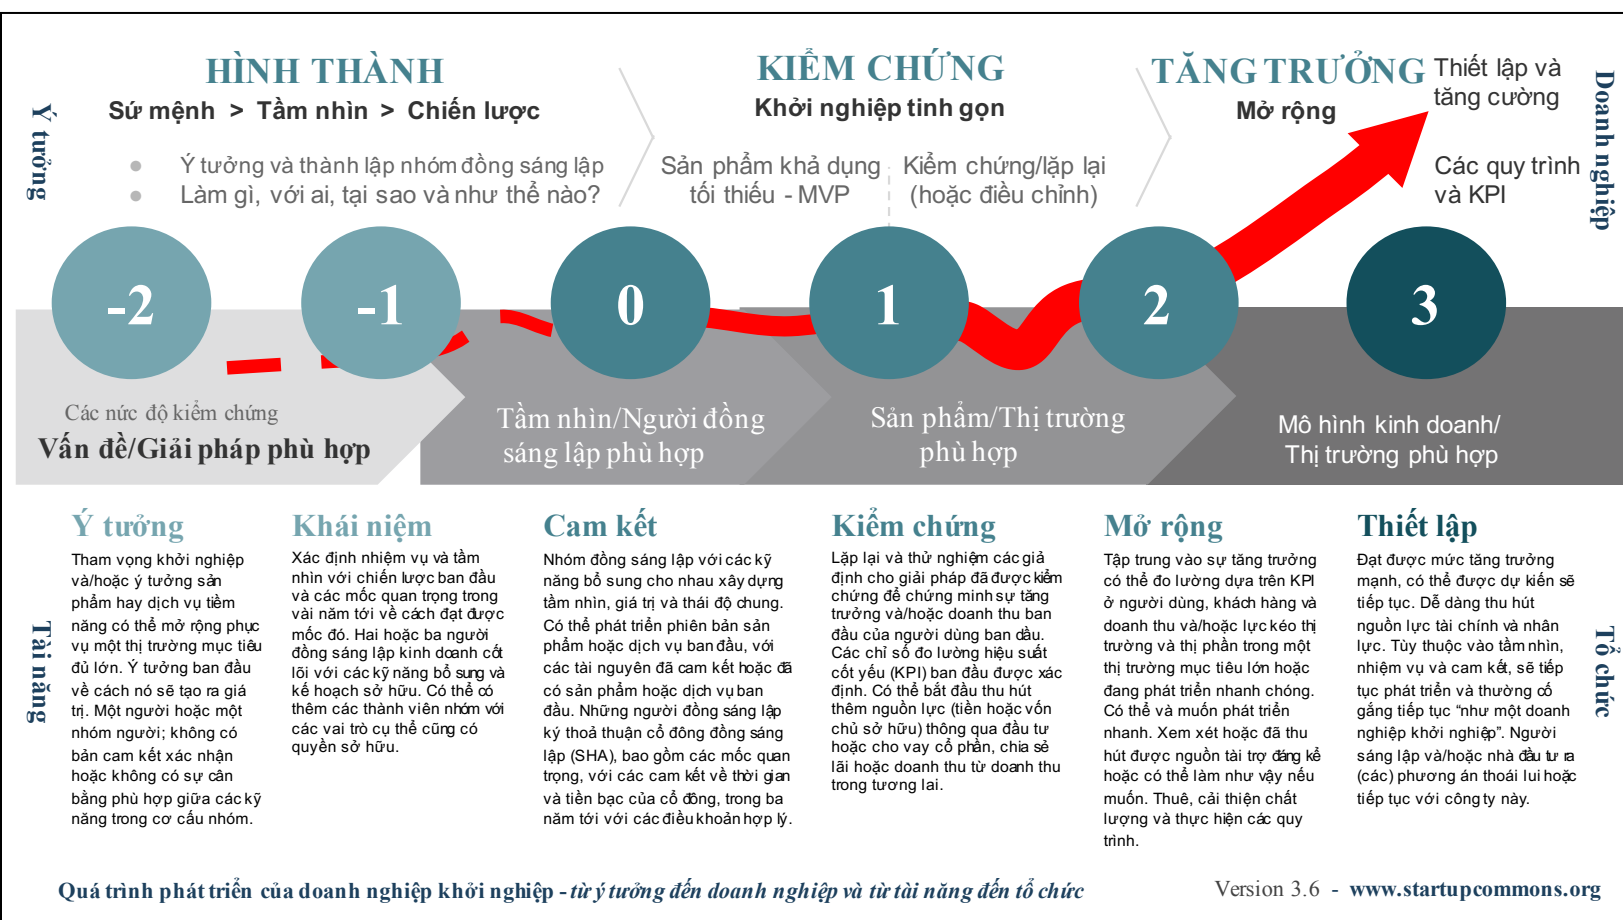 HÌNH THÀNH
Sứ mệnh > Tầm nhìn > Chiến lược
Ý tưởng và thành lập nhóm đồng sáng lập
Làm gì, với ai, tại sao và như thế nào?
KIỂM CHỨNG
Khởi nghiệp tinh gọn
Sản phẩm khả dụng
tối thiếu - MVP
Kiểm chứng/lặp lại
(hoặc điều chỉnh)
TĂNG TRƯỞNG
Mở rộng
Thiết lập và
tăng cường
Các quy trình
và KPI
Ý tưởng
Doanh nghiệp
-2
-1
0
1
2
3
Các nức độ kiểm chứng
Vấn đề/Giải pháp phù hợp
Tầm nhìn/Người đồng
sáng lập phù hợp
Sản phẩm/Thị trường
phù hợp
Mô hình kinh doanh/
Thị trường phù hợp
Tài năng
Tổ chức
Ý tưởng
Tham vọng khởi nghiệp
và/hoặc ý tưởng sản
phẩm hay dịch vụ tiềm
năng có thể mở rộng phục
vụ một thị trường mục tiêu
đủ lớn. Ý tưởng ban đầu
về cách nó sẽ tạo ra giá
trị. Một người hoặc một
nhóm người; không có
bản cam kết xác nhận
hoặc không có sự cân
bằng phù hợp giữa các kỹ
năng trong cơ cấu nhóm.
Khái niệm
Xác định nhiệm vụ và tầm
nhìn với chiến lược ban đầu
và các mốc quan trọng trong
vài năm tới về cách đạt được
mốc đó. Hai hoặc ba người
đồng sáng lập kinh doanh cốt
lõi với các kỹ năng bổ sung và
kế hoạch sở hữu. Có thể có
thêm các thành viên nhóm với
các vai trò cụ thể cũng có
quyền sở hữu.
Cam kết
Nhóm đồng sáng lập với các kỹ
năng bổ sung cho nhau xây dựng
tầm nhìn, giá trị và thái độ chung.
Có thể phát triển phiên bản sản
phẩm hoặc dịch vụ ban đầu, với
các tài nguyên đã cam kết hoặc đã
có sản phẩm hoặc dịch vụ ban
đầu. Những người đồng sáng lập
ký thoả thuận cổ đông đồng sáng
lập (SHA), bao gồm các mốc quan
trọng, với các cam kết về thời gian
và tiền bạc của cổ đông, trong ba
năm tới với các điều khoản hợp lý.
Kiểm chứng
Lặp lại và thử nghiệm các giả
định cho giải pháp đã được kiểm
chứng để chứng minh sự tăng
trưởng và/hoặc doanh thu ban
đầu của người dùng ban đầu.
Các chỉ số đo lường hiệu suất
cốt yếu (KPI) ban đầu được xác
định. Có thể bắt đầu thu hút
thêm nguồn lực (tiền hoặc vốn
chủ sở hữu) thông qua đầu tư
hoặc cho vay cổ phần, chia sẻ
lãi hoặc doanh thu từ doanh thu
trong tương lai.
Mở rộng
Tập trung vào sự tăng trưởng
có thể đo lường dựa trên KPI
ở người dùng, khách hàng và
doanh thu và/hoặc lực kéo thị
trường và thị phần trong một
thị trường mục tiêu lớn hoặc
đang phát triển nhanh chóng.
Có thể và muốn phát triển
nhanh. Xem xét hoặc đã thu
hút được nguồn tài trợ đáng kể
hoặc có thể làm như vậy nếu
muốn. Thuê, cải thiện chất
lượng và thực hiện các quy
trình.
Thiết lập
Đạt được mức tăng trưởng
mạnh, có thể được dự kiến sẽ
tiếp tục. Dễ dàng thu hút
nguồn lực tài chính và nhân
lực. Tùy thuộc vào tầm nhìn,
nhiệm vụ và cam kết, sẽ tiếp
tục phát triển và thường cố
gắng tiếp tục “như một doanh
nghiệp khởi nghiệp”. Người
sáng lập và/hoặc nhà đầu tư ra
(các) phương án thoái lui hoặc
tiếp tục với công ty này.
Quá trình phát triển của doanh nghiệp khởi nghiệp - từ ý tưởng đến doanh nghiệp và từ tài năng đến tổ chức
Version 3.6 - www.startupcommons.org